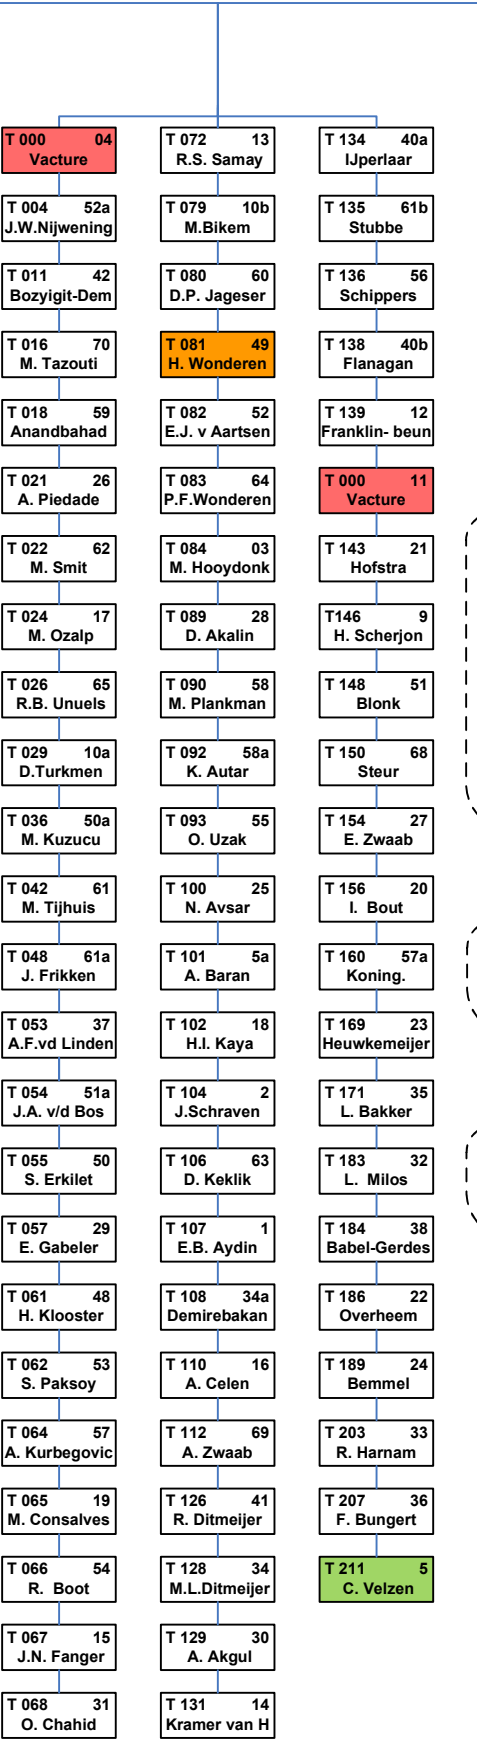 T 000 04
Vacture
T 004 52a
J.W.Nijwening
T 011 42
Bozyigit-Dem
T 016 70
M. Tazouti
T 018 59
Anandbahad
T 021 26
A. Piedade
T 022 62
M. Smit
T 024 17
M. Ozalp
T 026 65
R.B. Unuels
T 029 10a
D.Turkmen
T 036 50a
M. Kuzucu
T 042 61
M. Tijhuis
T 048 61a
J. Frikken
T 053 37
A.F.vd Linden
T 054 51a
J.A. v/d Bos
T 055 50
S. Erkilet
T 057 29
E. Gabeler
T 061 48
H. Klooster
T 062 53
S. Paksoy
T 064 57
A. Kurbegovic
T 065 19
M. Consalves
T 066 54
R. Boot
T 067 15
J.N. Fanger
T 068 31
O. Chahid
T 072 13
R.S. Samay
T 079 10b
M.Bikem
T 080 60
D.P. Jageser
T 081 49
H. Wonderen
T 082 52
E.J. v Aartsen
T 083 64
P.F.Wonderen
T 084 03
M. Hooydonk
T 089 28
D. Akalin
T 090 58
M. Plankman
T 092 58a
K. Autar
T 093 55
O. Uzak
T 100 25
N. Avsar
T 101 5a
A. Baran
T 102 18
H.I. Kaya
T 104 2
J.Schraven
T 106 63
D. Keklik
T 107 1
E.B. Aydin
T 108 34a
Demirebakan
T 110 16
A. Celen
T 112 69
A. Zwaab
T 126 41
R. Ditmeijer
T 128 34
M.L.Ditmeijer
T 129 30
A. Akgul
T 131 14
Kramer van H
T 134 40a
IJperlaar
T 135 61b
Stubbe
T 136 56
Schippers
T 138 40b
Flanagan
T 139 12
Franklin- beun
T 000 11
Vacture
T 143 21
Hofstra
T146 9
H. Scherjon
T 148 51
Blonk
T 150 68
Steur
T 154 27
E. Zwaab
T 156 20
I. Bout
T 160 57a
Koning.
T 169 23
Heuwkemeijer
T 171 35
L. Bakker
T 183 32
L. Milos
T 184 38
Babel-Gerdes
T 186 22
Overheem
T 189 24
Bemmel
T 203 33
R. Harnam
T 207 36
F. Bungert
T 211 5
C. Velzen